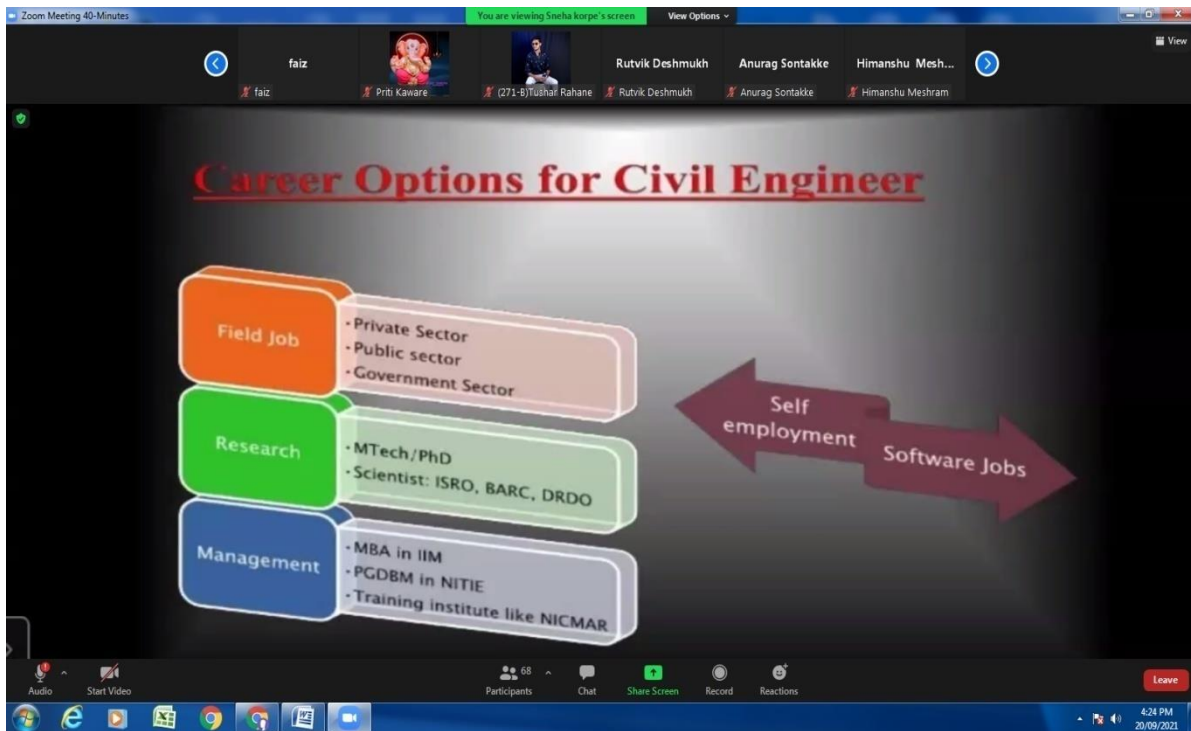 Zoom Meeting 40-Minutes
You are viewing Sneha korpe's screen
View Options
View
faiz
Rutvik Deshmukh
Anurag Sontakke
Himanshu Mesh...
faiz
Priti Kaware
(271-B)Tushar Rahane
Rutvik Deshmukh
Anurag Sontakke
Himanshu Meshram
Career Options for Civil Engineer
Field Job
· Private Sector
· Public sector
· Government Sector
Research
· MTech/PhD
· Scientist: ISRO, BARC, DRDO
Management
· MBA in IIM
· PGDBM in NITIE
· Training institute like NICMAR
Self
employment
Software Jobs
Audio
Start Video
68
Participants
Chat
Share Screen
Record
Reactions
Leave
4:24 PM
20/09/2021